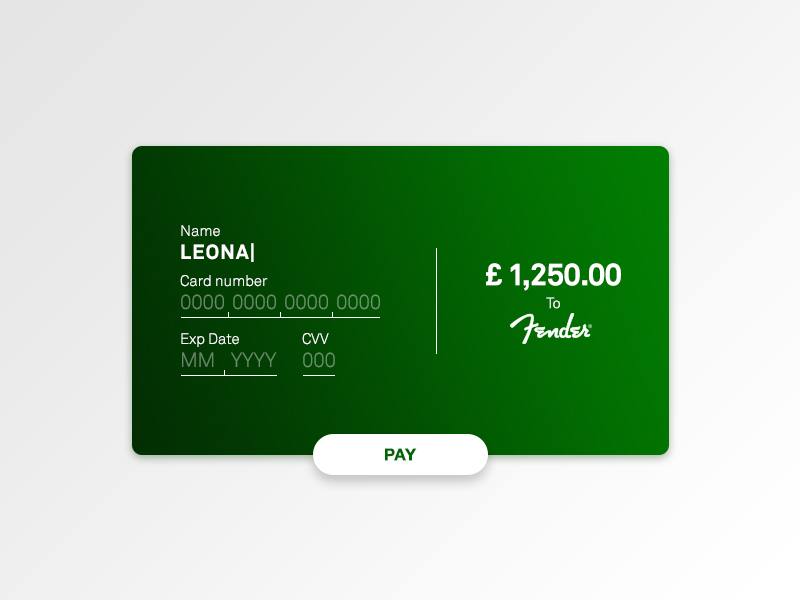 Name
LEONA
Card number
0000 0000 0000 0000
Exp Date CVV
MM YYYY 000
£ 1,250.00
To
Fender
PAY